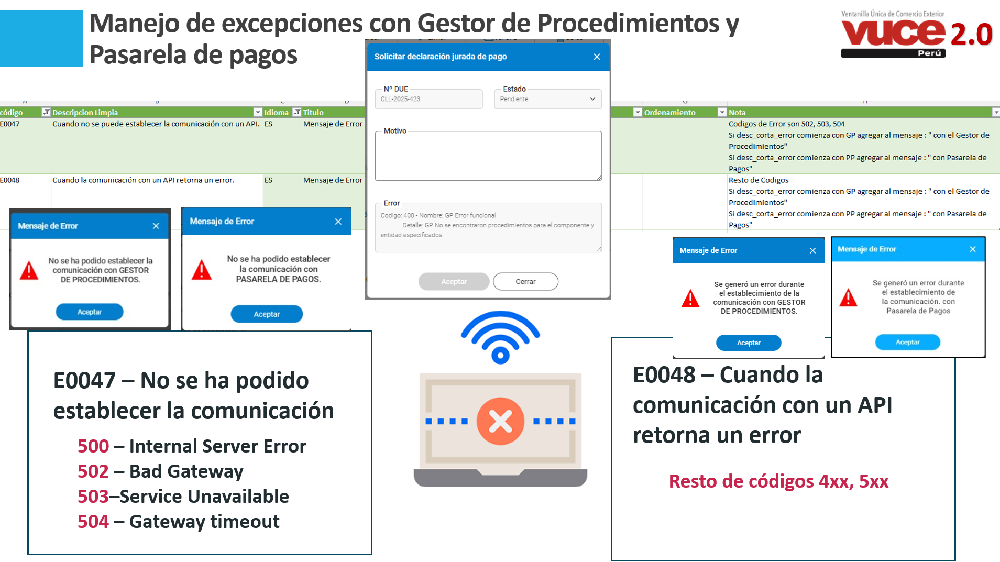 Manejo de excepciones con Gestor de Procedimientos y
Pasarela de pagos
Ventanilla Única de Comercio Exterior
vuce 2.0
Perú
código Descripcion Limpia Idioma Titulo Ordenamiento Nota
E0047 Cuando no se puede establecer la comunicación con un API. ES Mensaje de Error Codigos de Error son 502, 503, 504
Si desc_corta_error comienza con GP agregar al mensaje : " con el Gestor de
Procedimientos"
Si desc_corta_error comienza con PP agregar al mensaje : " con Pasarela de
Pagos"
E0048 Cuando la comunicación con un API retorna un error. ES Mensaje de Error Resto de Codigos
Si desc_corta_error comienza con GP agregar al mensaje : " con el Gestor de
Procedimientos"
Si desc_corta_error comienza con PP agregar al mensaje : " con Pasarela de
Pagos"
Solicitar declaración jurada de pago
Nº DUE
CLL-2025-423
Estado
Pendiente
Motivo
Error
Codigo: 400 - Nombre: GP Error funcional
Detalle: GP No se encontraron procedimientos para el componente y
entidad especificados.
Aceptar
Cerrar
Mensaje de Error
No se ha podido establecer la
comunicación con GESTOR
DE PROCEDIMIENTOS.
Aceptar
Mensaje de Error
No se ha podido establecer
la comunicación con
PASARELA DE PAGOS.
Aceptar
Mensaje de Error
Se generó un error durante
el establecimiento de la
comunicación con GESTOR
DE PROCEDIMIENTOS.
Aceptar
Mensaje de Error
Se generó un error durante
el establecimiento de
la comunicación. con
Pasarela de Pagos
Aceptar
E0047 – No se ha podido
establecer la comunicación
500 – Internal Server Error
502 – Bad Gateway
503–Service Unavailable
504 – Gateway timeout
E0048 – Cuando la
comunicación con un API
retorna un error
Resto de códigos 4xx, 5xx